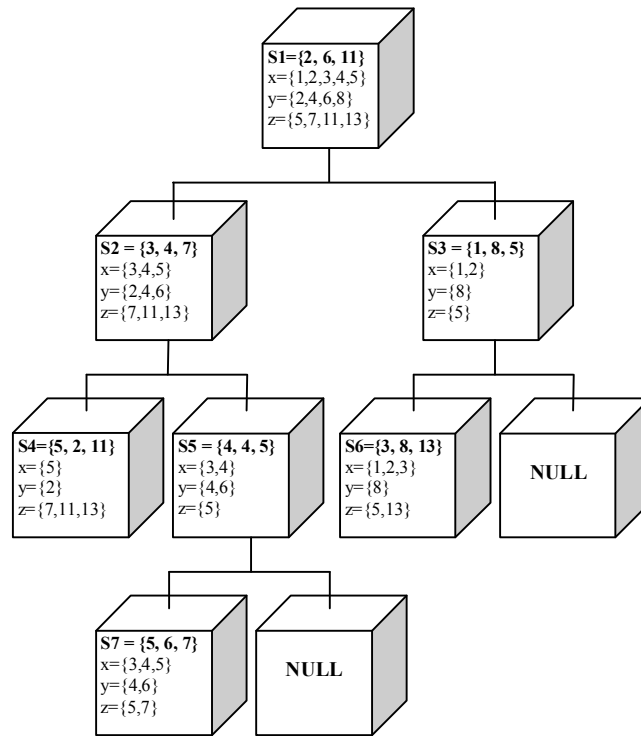 S1={2, 6, 11}
x={1,2,3,4,5}
y={2,4,6,8}
z={5,7,11,13}
S2 = {3, 4, 7}
x={3,4,5}
y={2,4,6}
z={7,11,13}
S3 = {1, 8, 5}
x={1,2}
y={8}
z={5}
S4={5, 2, 11}
x={5}
y={2}
z={7,11,13}
S5 = {4, 4, 5}
x={3,4}
y={4,6}
z={5}
S6={3, 8, 13}
x={1,2,3}
y={8}
z={5,13}
NULL
S7 = {5, 6, 7}
x={3,4,5}
y={4,6}
z={5,7}
NULL